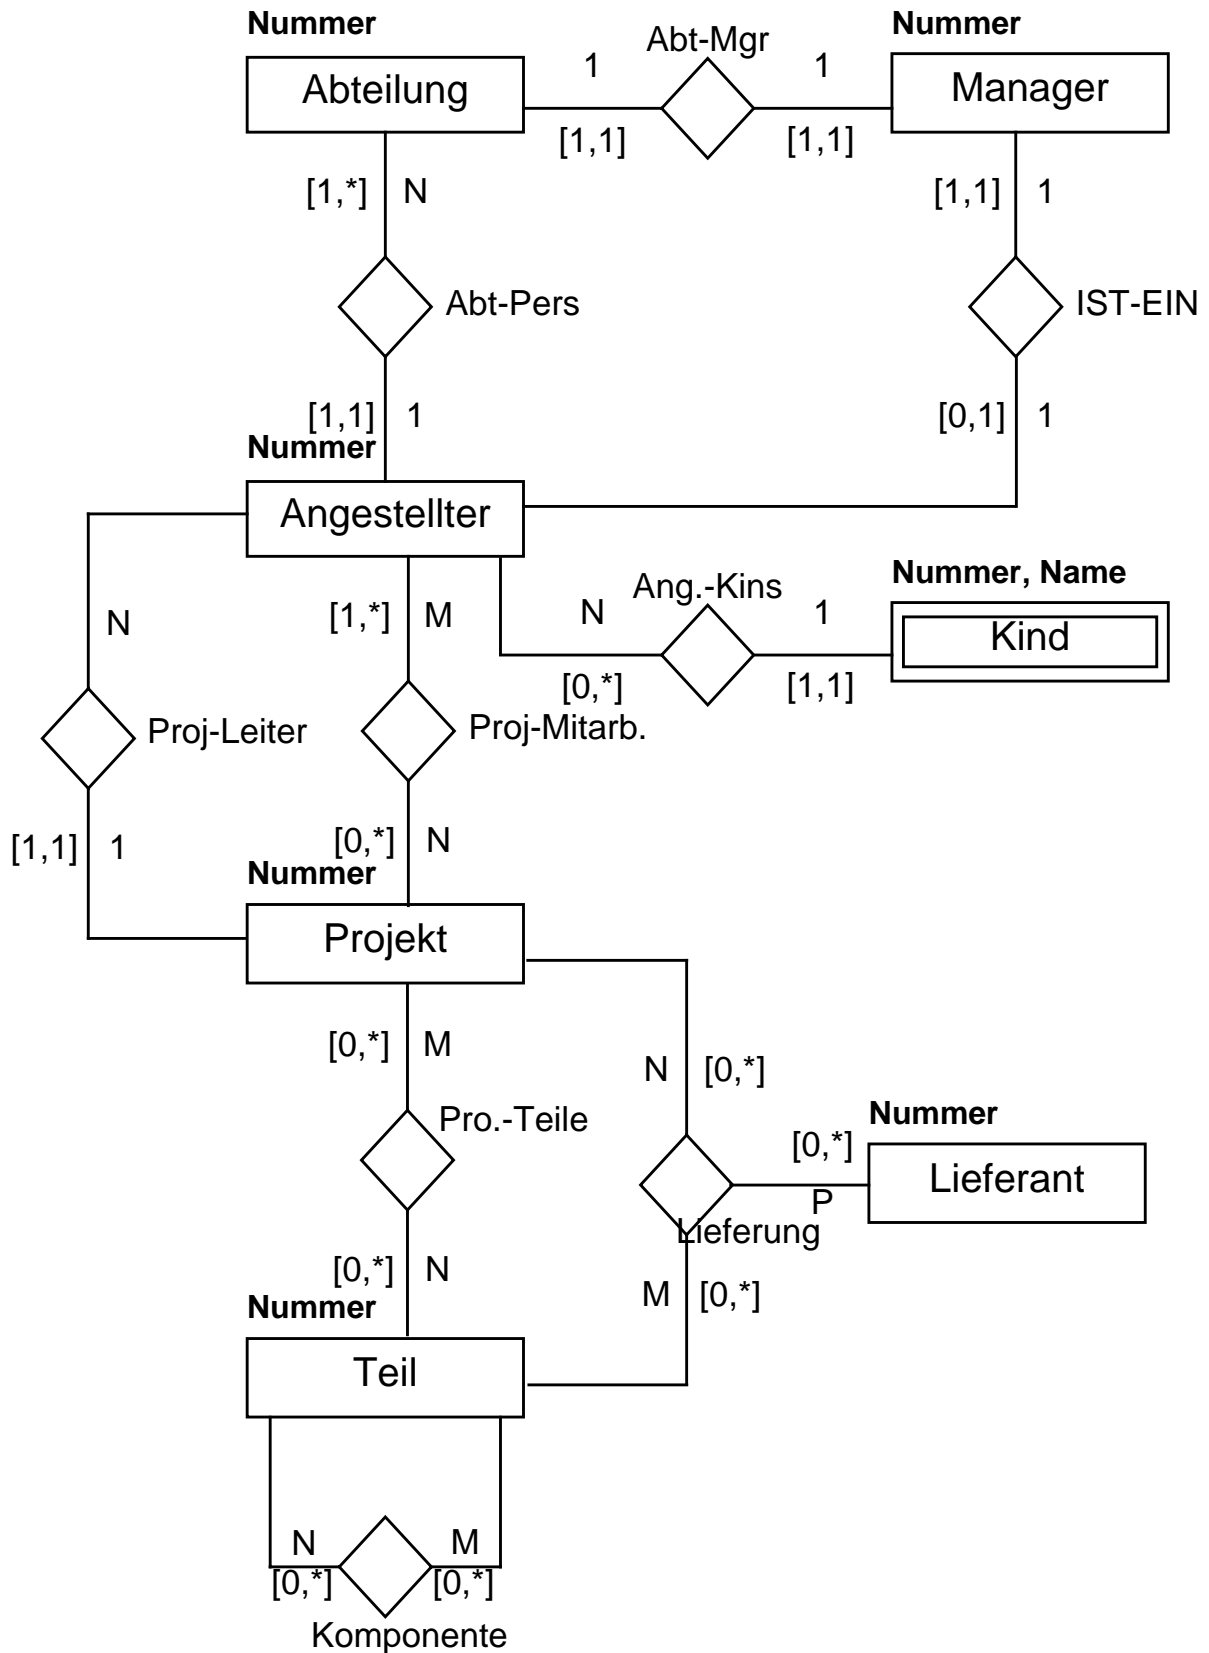 Nummer
Abt-Mgr
Nummer
Abteilung
1
1
Manager
[1,1]
[1,1]
[1,*]
N
[1,1]
1
Abt-Pers
IST-EIN
[1,1]
1
[0,1]
1
Nummer
Angestellter
Nummer, Name
Ang.-Kins
N
[1,*]
M
N
1
Kind
[0,*]
[1,1]
Proj-Leiter
Proj-Mitarb.
[1,1]
1
[0,*]
N
Nummer
Projekt
[0,*]
M
N
[0,*]
Pro.-Teile
Nummer
[0,*]
Lieferant
P
Lieferung
[0,*]
N
M
[0,*]
Nummer
Teil
N
M
[0,*]
[0,*]
Komponente